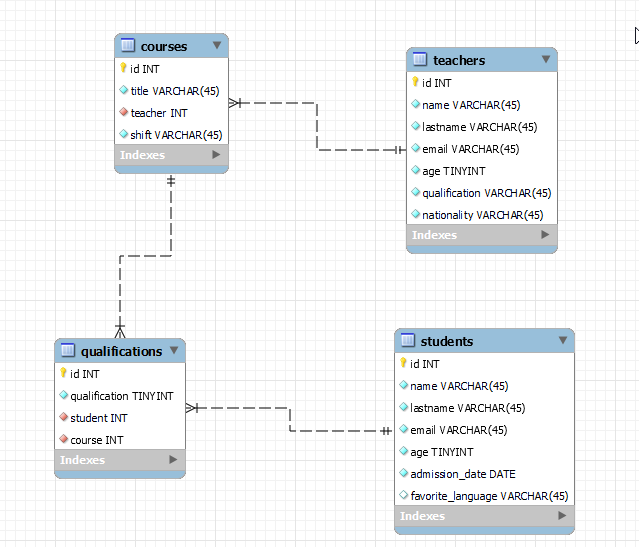 courses
id INT
title VARCHAR(45)
teacher INT
shift VARCHAR(45)
Indexes
teachers
id INT
name VARCHAR(45)
lastname VARCHAR(45)
email VARCHAR(45)
age TINYINT
qualification VARCHAR(45)
nationality VARCHAR(45)
Indexes
qualifications
id INT
qualification TINYINT
student INT
course INT
Indexes
students
id INT
name VARCHAR(45)
lastname VARCHAR(45)
email VARCHAR(45)
age TINYINT
admission_date DATE
favorite_language VARCHAR(45)
Indexes